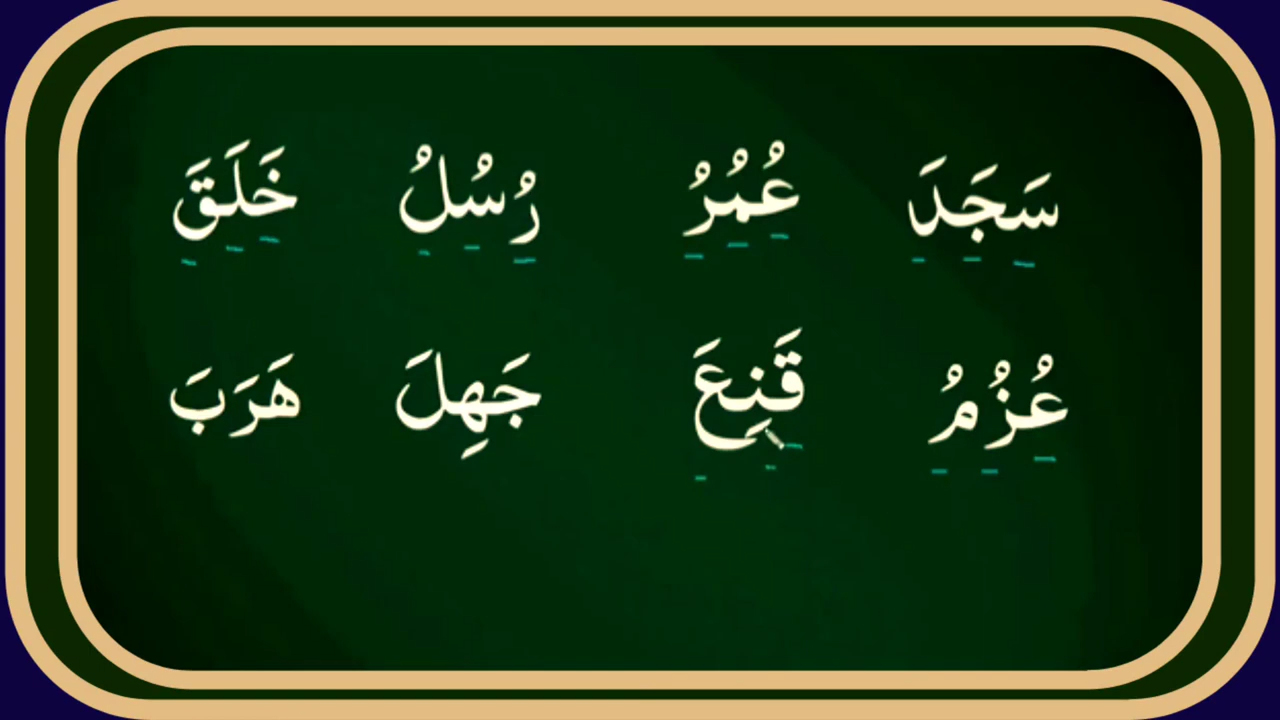 سَجَدَ عُمُرُ رُسُلُ خَلَقَ
عُزُمُ قَنِعَ جَهِلَ هَرَبَ